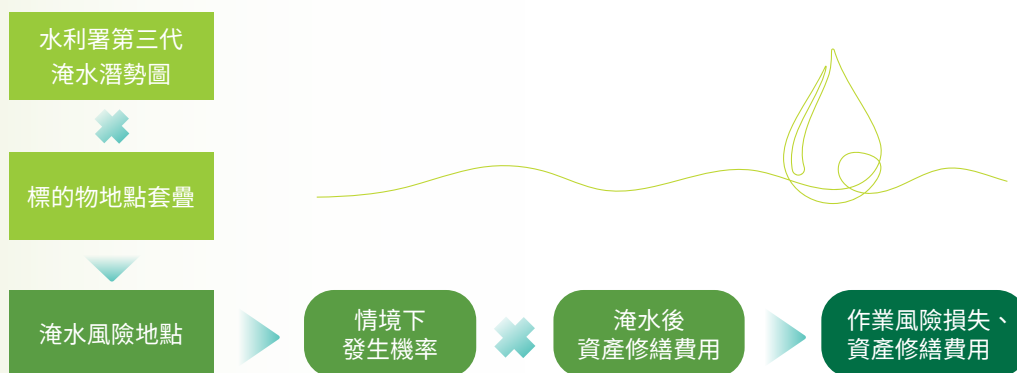 水利署第三代
淹水潛勢圖
標的物地點套疊
淹水風險地點
情境下
發生機率
淹水後
資產修繕費用
作業風險損失、
資產修繕費用